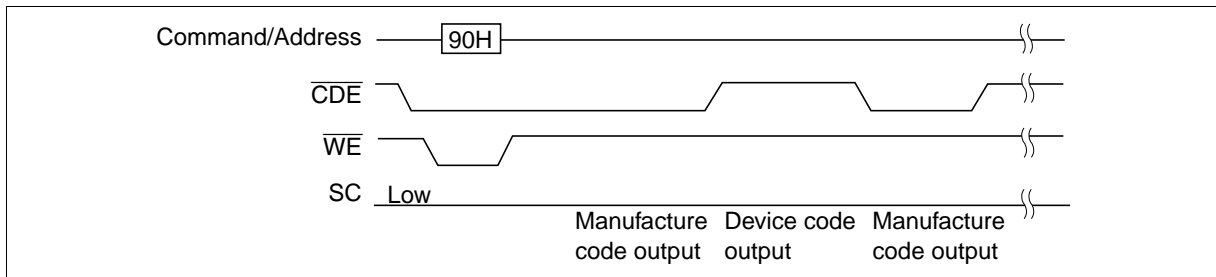 Command/Address
90H
CDE
WE
SC
Low
Manufacture code output
Device code output
Manufacture code output